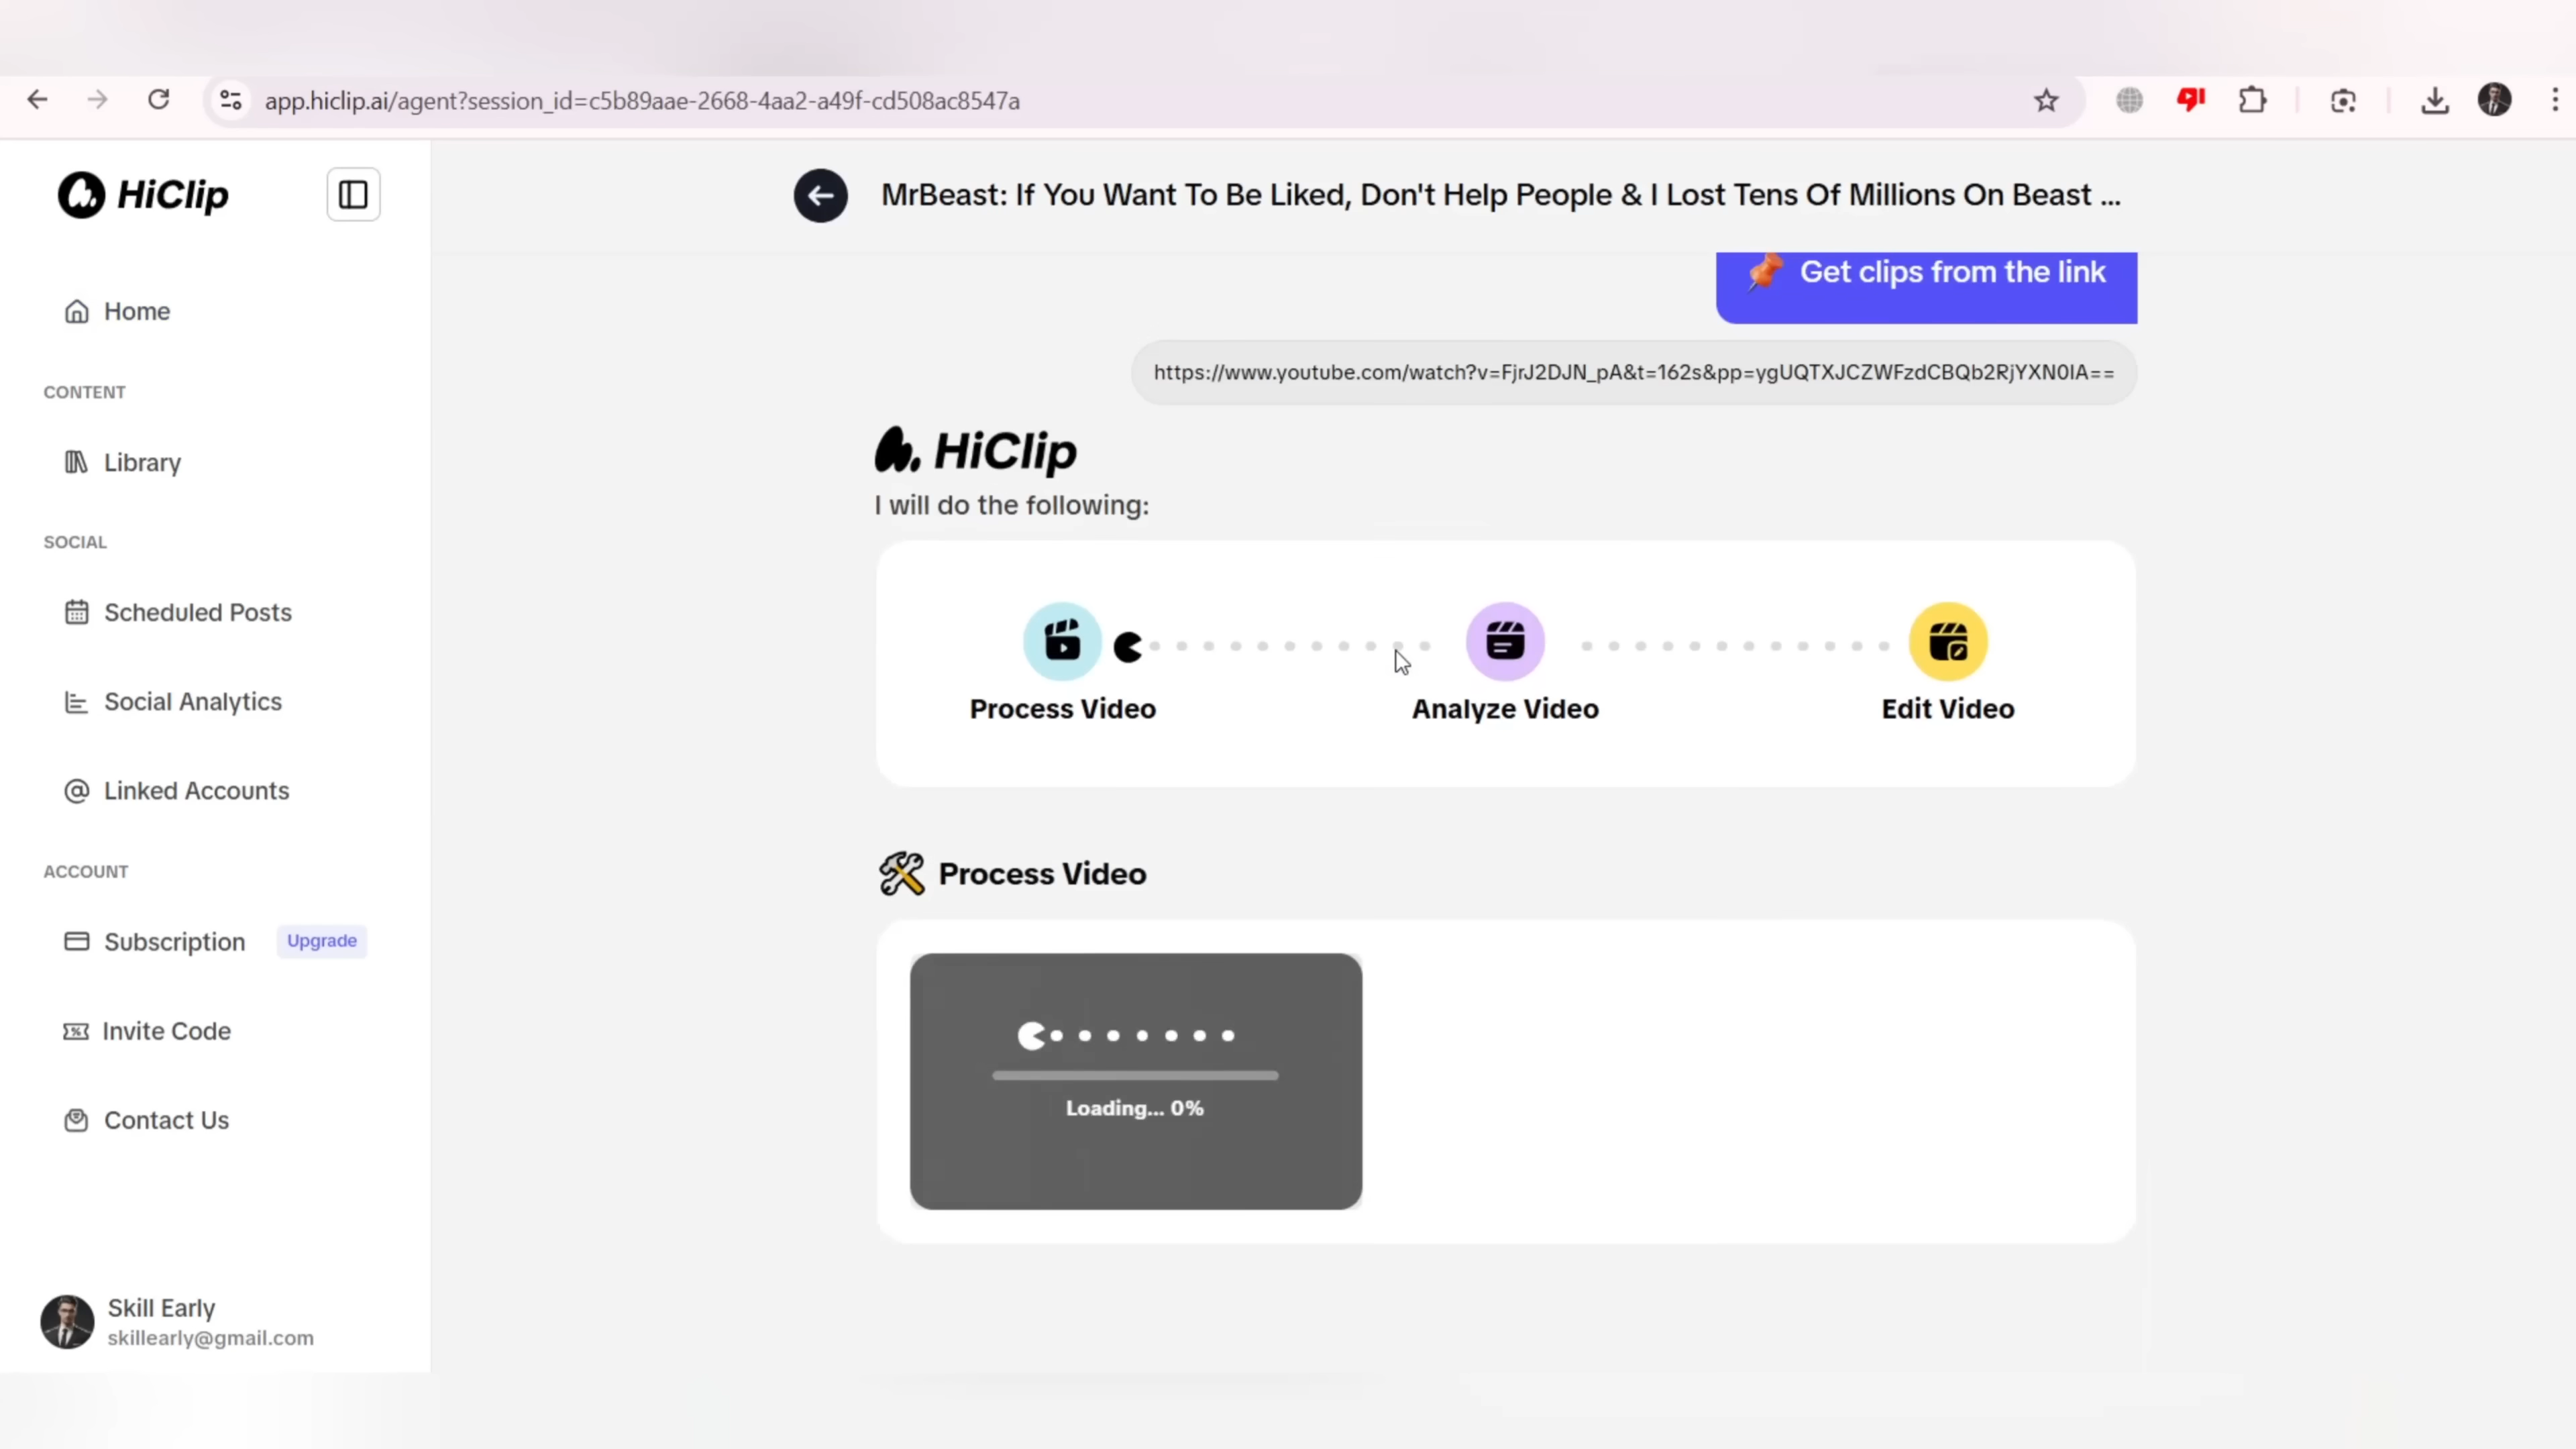 app.hiclip.ai/agent?session_id=c5b89aae-2668-4aa2-a49f-cd508ac8547a
HiClip
Home
CONTENT
Library
SOCIAL
Scheduled Posts
Social Analytics
Linked Accounts
ACCOUNT
Subscription Upgrade
Invite Code
Contact Us
Skill Early
skillearly@gmail.com
MrBeast: If You Want To Be Liked, Don't Help People & I Lost Tens Of Millions On Beast ...
Get clips from the link
https://www.youtube.com/watch?v=FjrJ2DJN_pA&t=162s&pp=ygUQTXJCZWFzdCBQb2RjYXN0IA==
HiClip
I will do the following:
Process Video
Analyze Video
Edit Video
Process Video
Loading... 0%